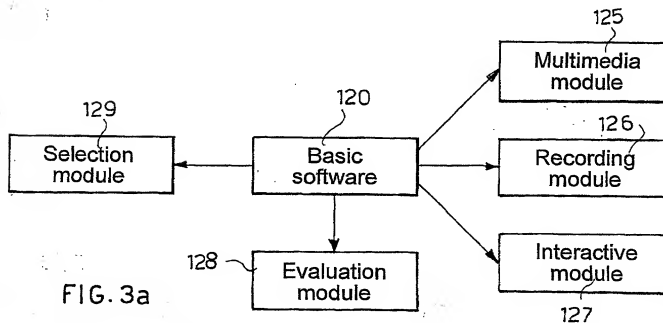 125
Multimedia
module
129
120
126
Selection
module
Basic
software
Recording
module
128
Evaluation
module
Interactive
module
127
FIG. 3a